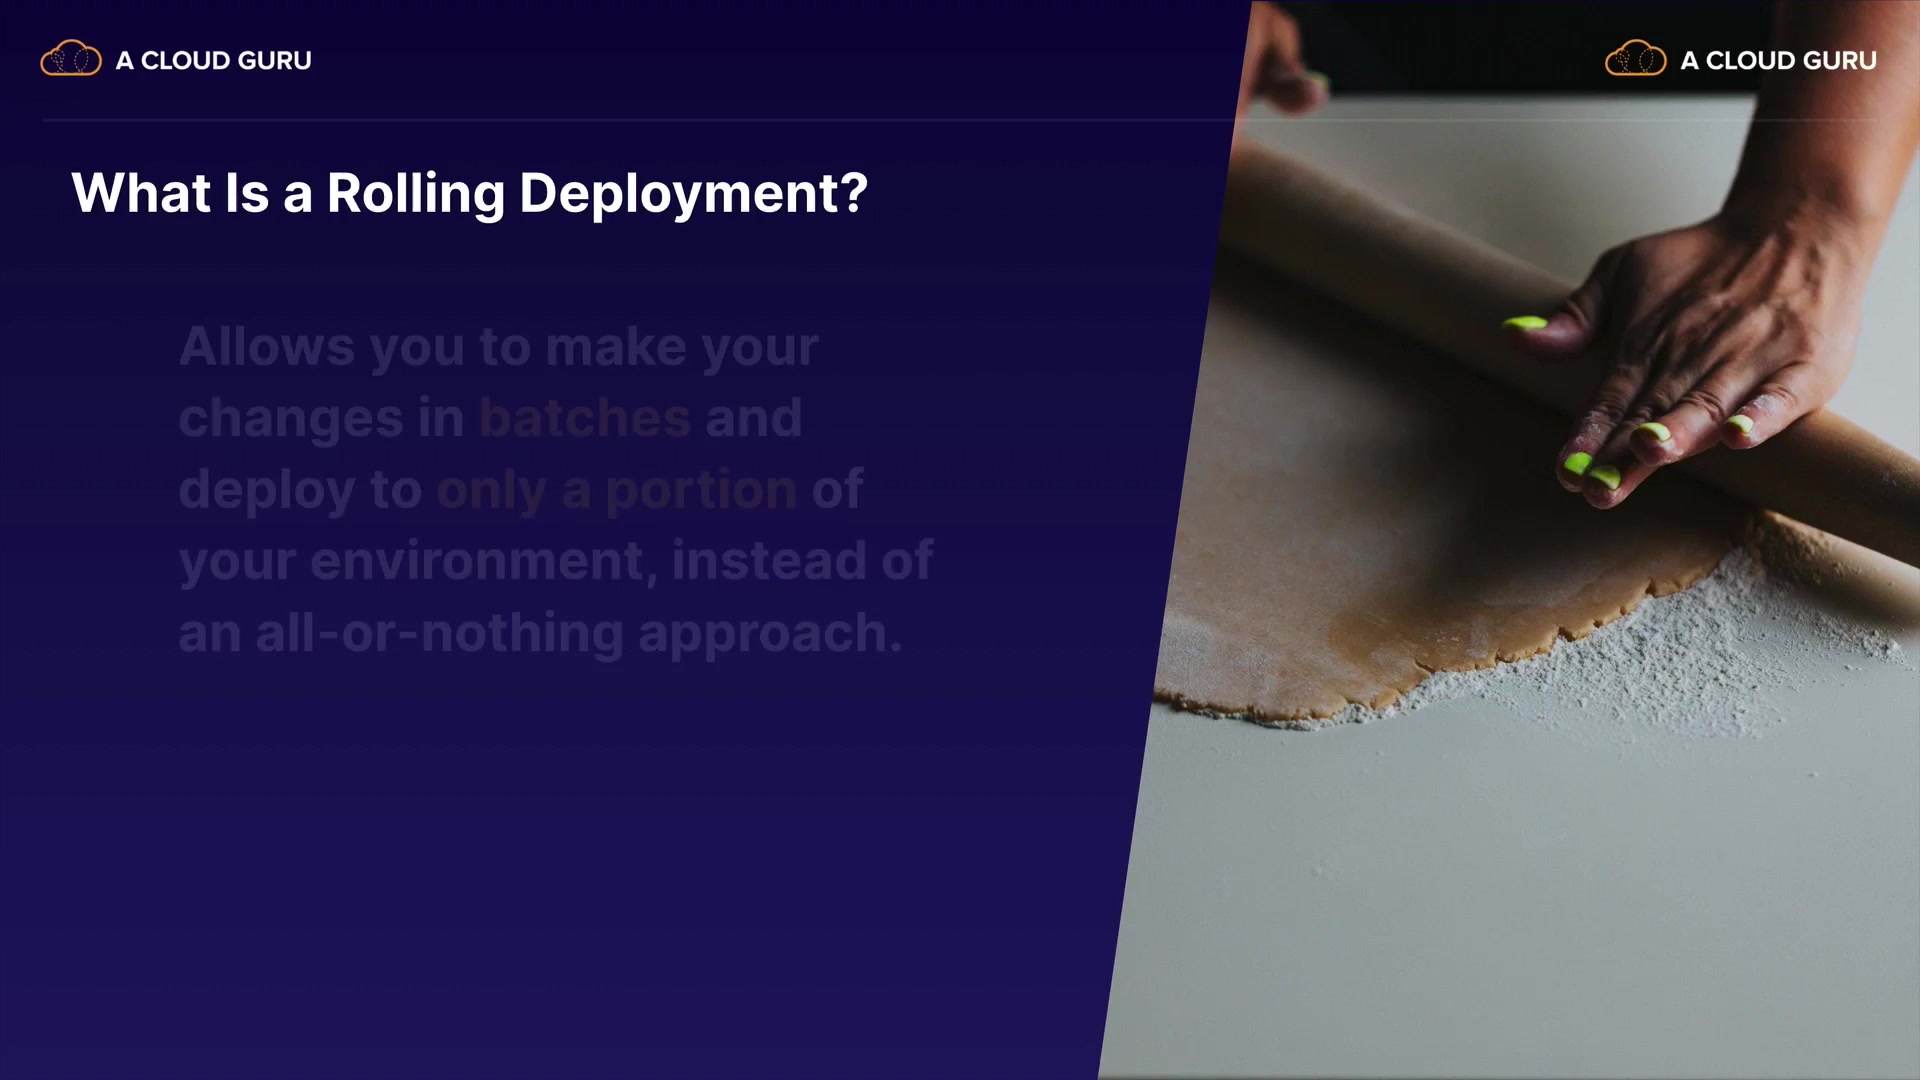 A CLOUD GURU
A CLOUD GURU
What Is a Rolling Deployment?
Allows you to make your
changes in batches and
deploy to only a portion of
your environment, instead of
an all-or-nothing approach.